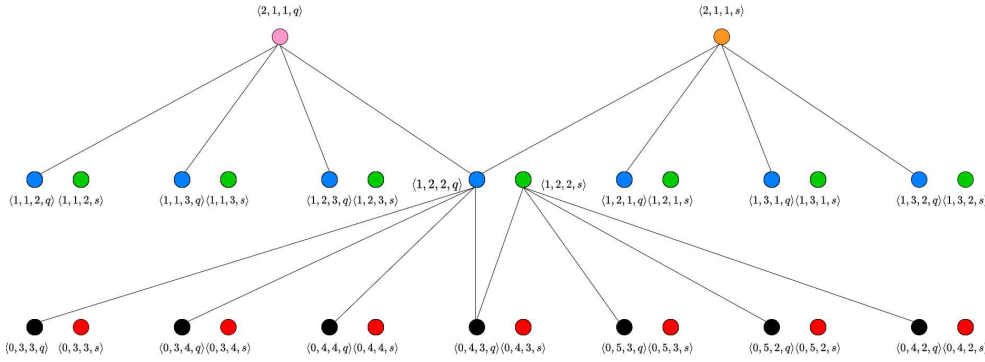 ⟨2, 1, 1, q⟩ ⟨2, 1, 1, s⟩
⟨1, 2, 2, q⟩ ⟨1, 2, 2, s⟩
⟨1, 1, 2, q⟩ ⟨1, 1, 2, s⟩ ⟨1, 1, 3, q⟩ ⟨1, 1, 3, s⟩ ⟨1, 2, 3, q⟩ ⟨1, 2, 3, s⟩ ⟨1, 2, 1, q⟩ ⟨1, 2, 1, s⟩ ⟨1, 3, 1, q⟩ ⟨1, 3, 1, s⟩ ⟨1, 3, 2, q⟩ ⟨1, 3, 2, s⟩
⟨0, 3, 3, q⟩ ⟨0, 3, 3, s⟩ ⟨0, 3, 4, q⟩ ⟨0, 3, 4, s⟩ ⟨0, 4, 4, q⟩ ⟨0, 4, 4, s⟩ ⟨0, 4, 3, q⟩ ⟨0, 4, 3, s⟩ ⟨0, 5, 3, q⟩ ⟨0, 5, 3, s⟩ ⟨0, 5, 2, q⟩ ⟨0, 5, 2, s⟩ ⟨0, 4, 2, q⟩ ⟨0, 4, 2, s⟩